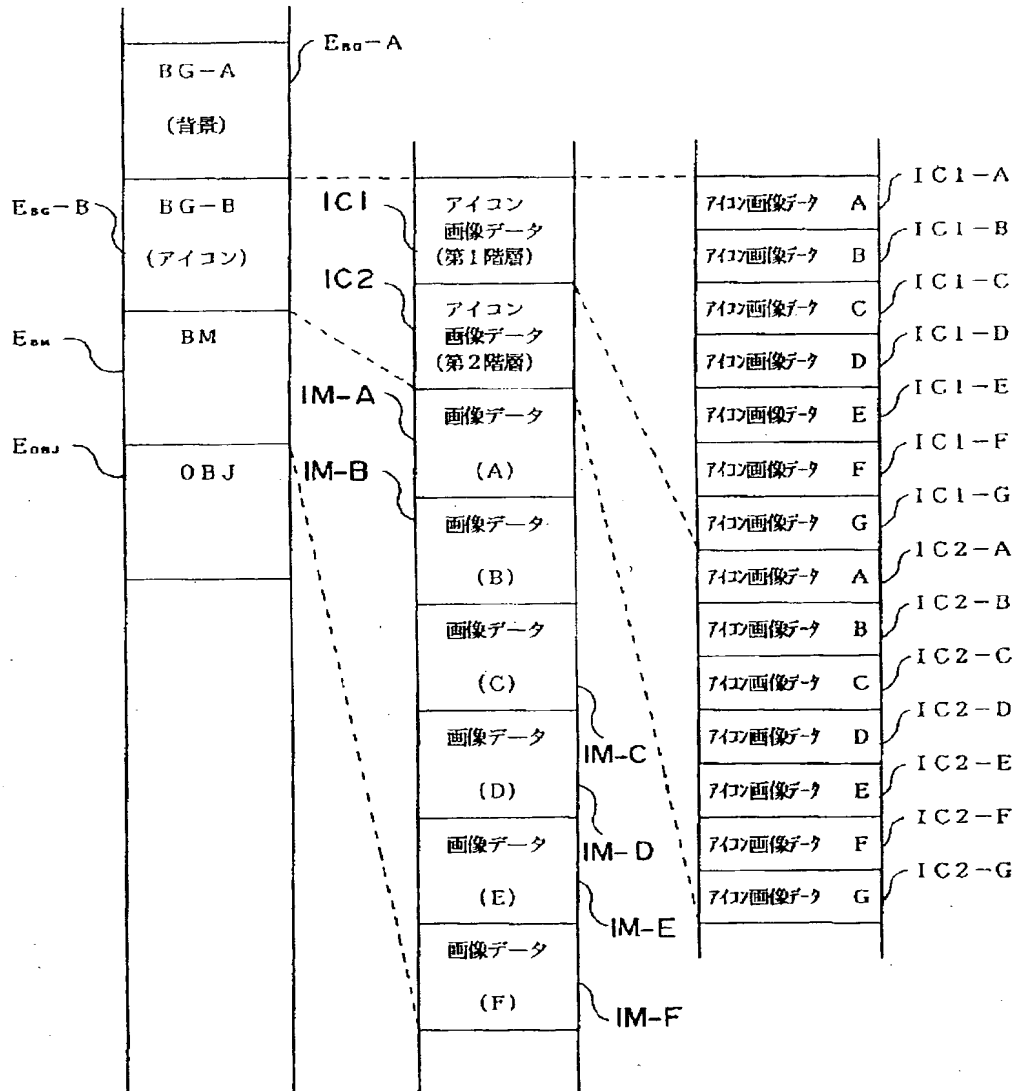 E_BG-A
BG-A
(背景)
E_BG-B
BG-B
(アイコン)
E_BM
BM
E_OBJ
OBJ
IC1
アイコン
画像データ
(第1階層)
IC2
アイコン
画像データ
(第2階層)
IM-A
画像データ
(A)
IM-B
画像データ
(B)
画像データ
(C)
IM-C
画像データ
(D)
IM-D
画像データ
(E)
IM-E
画像データ
(F)
IM-F
アイコン画像データ A
IC1-A
アイコン画像データ B
IC1-B
アイコン画像データ C
IC1-C
アイコン画像データ D
IC1-D
アイコン画像データ E
IC1-E
アイコン画像データ F
IC1-F
アイコン画像データ G
IC1-G
アイコン画像データ A
IC2-A
アイコン画像データ B
IC2-B
アイコン画像データ C
IC2-C
アイコン画像データ D
IC2-D
アイコン画像データ E
IC2-E
アイコン画像データ F
IC2-F
アイコン画像データ G
IC2-G